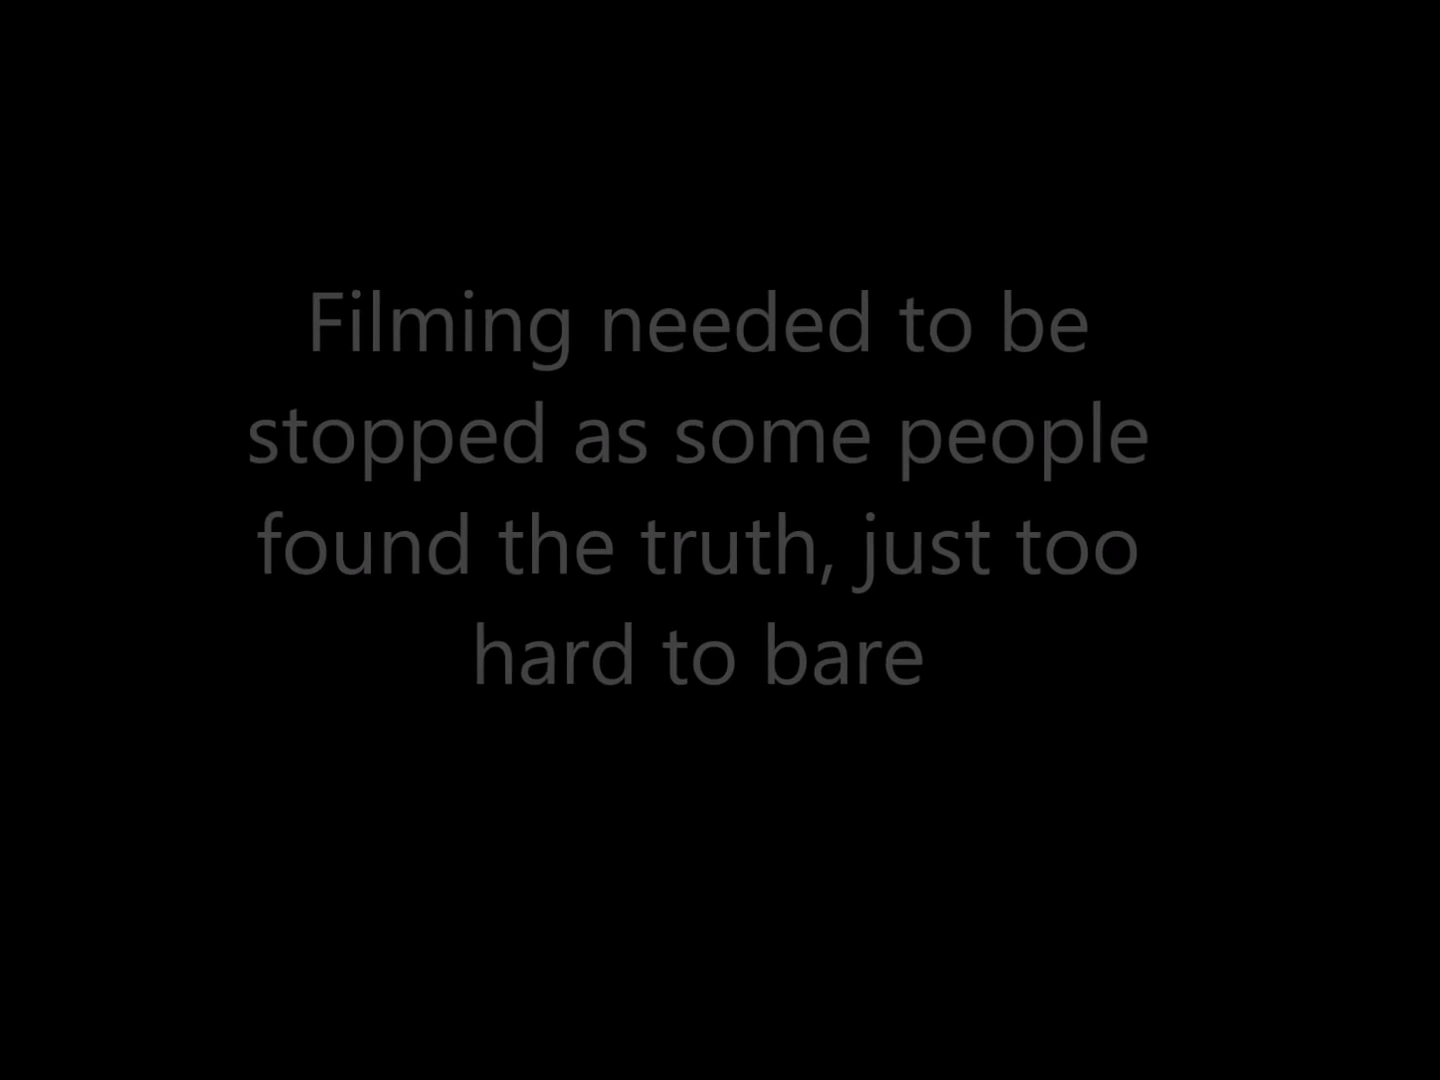 Filming needed to be
stopped as some people
found the truth, just too
hard to bare